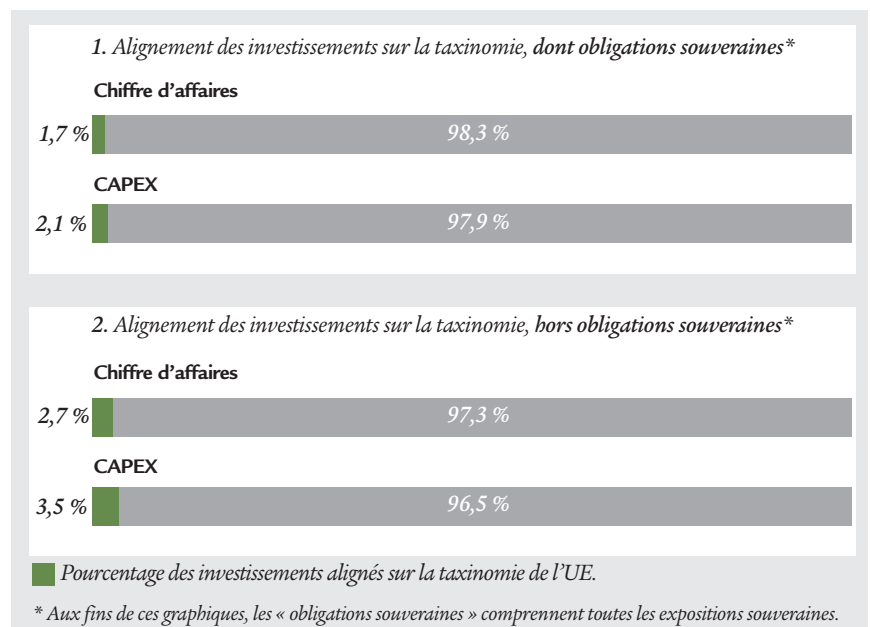 1. Alignement des investissements sur la taxinomie, dont obligations souveraines*
Chiffre d'affaires
1,7 % 98,3 %
CAPEX
2,1 % 97,9 %
2. Alignement des investissements sur la taxinomie, hors obligations souveraines*
Chiffre d'affaires
2,7 % 97,3 %
CAPEX
3,5 % 96,5 %
Pourcentage des investissements alignés sur la taxinomie de l'UE.
* Aux fins de ces graphiques, les « obligations souveraines » comprennent toutes les expositions souveraines.